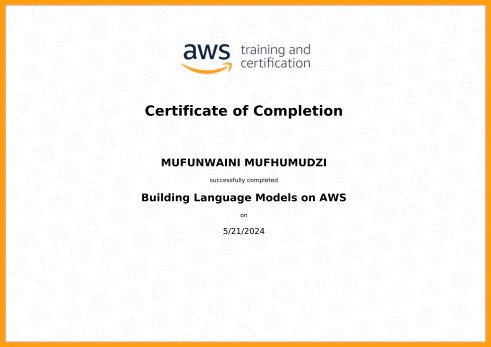 aws training and
certification
Certificate of Completion
MUFUNWAINI MUFHUMUDZI
successfully completed
Building Language Models on AWS
on
5/21/2024